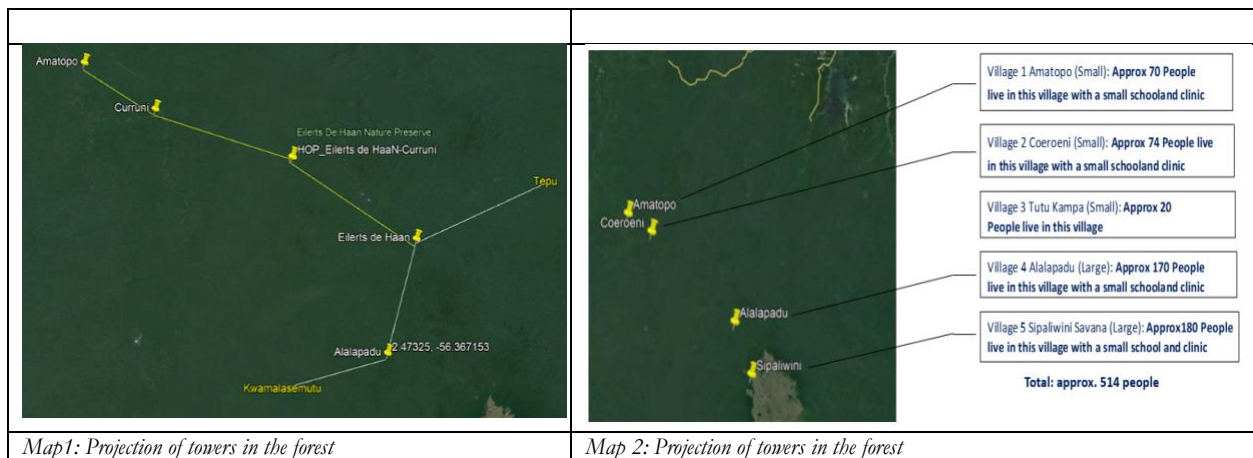 Amatopo
Curruni
Eilerts De Haan Nature Preserve
HOP_Eilerts de HaaN-Curruni
Tepu
Eilerts de Haan
Alalapadu
2.47325, -56.367153
Kwamalasemutu
Map1: Projection of towers in the forest
Amatopo
Coeroeni
Alalapadu
Sipaliwini
Village 1 Amatopo (Small): Approx 70 People
live in this village with a small schooland clinic
Village 2 Coeroeni (Small): Approx 74 People live
in this village with a small schooland clinic
Village 3 Tutu Kampa (Small): Approx 20
People live in this village
Village 4 Alalapadu (Large): Approx 170 People
live in this village with a small schooland clinic
Village 5 Sipaliwini Savana (Large): Approx180 People
live in this village with a small school and clinic
Total: approx. 514 people
Map 2: Projection of towers in the forest